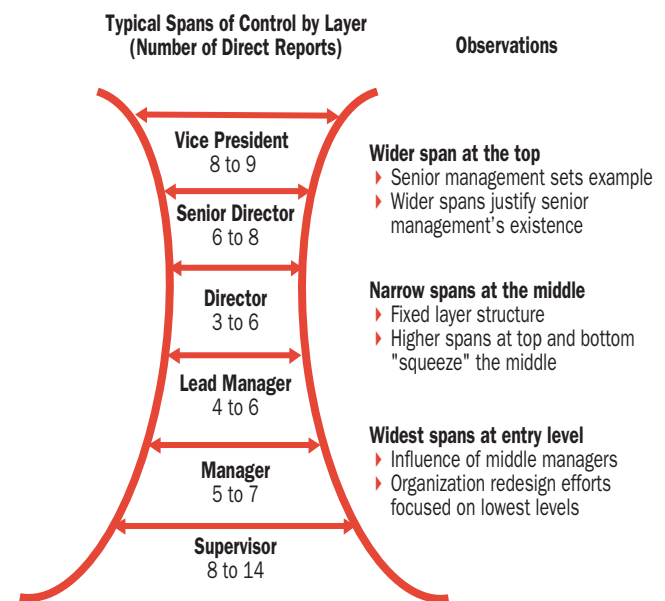 Typical Spans of Control by Layer
(Number of Direct Reports)
Observations
Vice President
8 to 9
Senior Director
6 to 8
Director
3 to 6
Lead Manager
4 to 6
Manager
5 to 7
Supervisor
8 to 14
Wider span at the top
Senior management sets example
Wider spans justify senior
management's existence
Narrow spans at the middle
Fixed layer structure
Higher spans at top and bottom
"squeeze" the middle
Widest spans at entry level
Influence of middle managers
Organization redesign efforts
focused on lowest levels